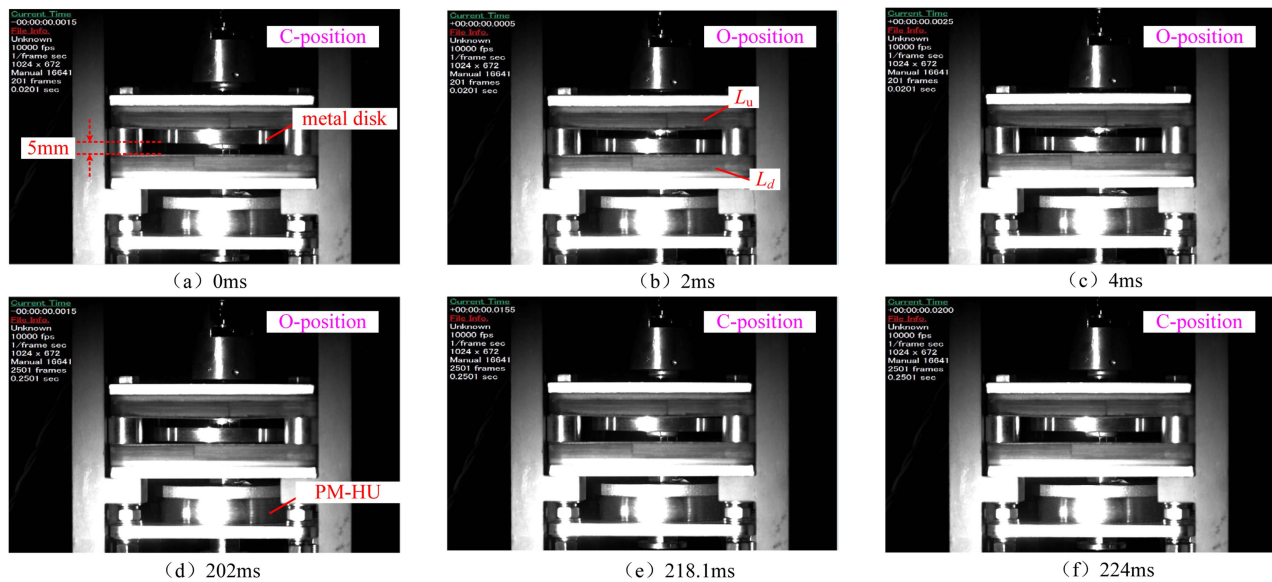 Current Time
-00:00:00.0015
File Info.
Unknown
10000 fps
1/frame sec
1024 x 672
Manual 16641
201 frames
0.0201 sec
C-position
metal disk
5mm
(a) 0ms
Current Time
+00:00:00.0005
File Info.
Unknown
10000 fps
1/frame sec
1024 x 672
Manual 16641
201 frames
0.0201 sec
O-position
Lu
Ld
(b) 2ms
Current Time
+00:00:00.0025
File Info.
Unknown
10000 fps
1/frame sec
1024 x 672
Manual 16641
201 frames
0.0201 sec
O-position
(c) 4ms
Current Time
-00:00:00.0015
File Info.
Unknown
10000 fps
1/frame sec
1024 x 672
Manual 16641
2501 frames
0.2501 sec
O-position
PM-HU
(d) 202ms
Current Time
+00:00:00.0155
File Info.
Unknown
10000 fps
1/frame sec
1024 x 672
Manual 16641
2501 frames
0.2501 sec
C-position
(e) 218.1ms
Current Time
+00:00:00.0200
File Info.
Unknown
10000 fps
1/frame sec
1024 x 672
Manual 16641
2501 frames
0.2501 sec
C-position
(f) 224ms